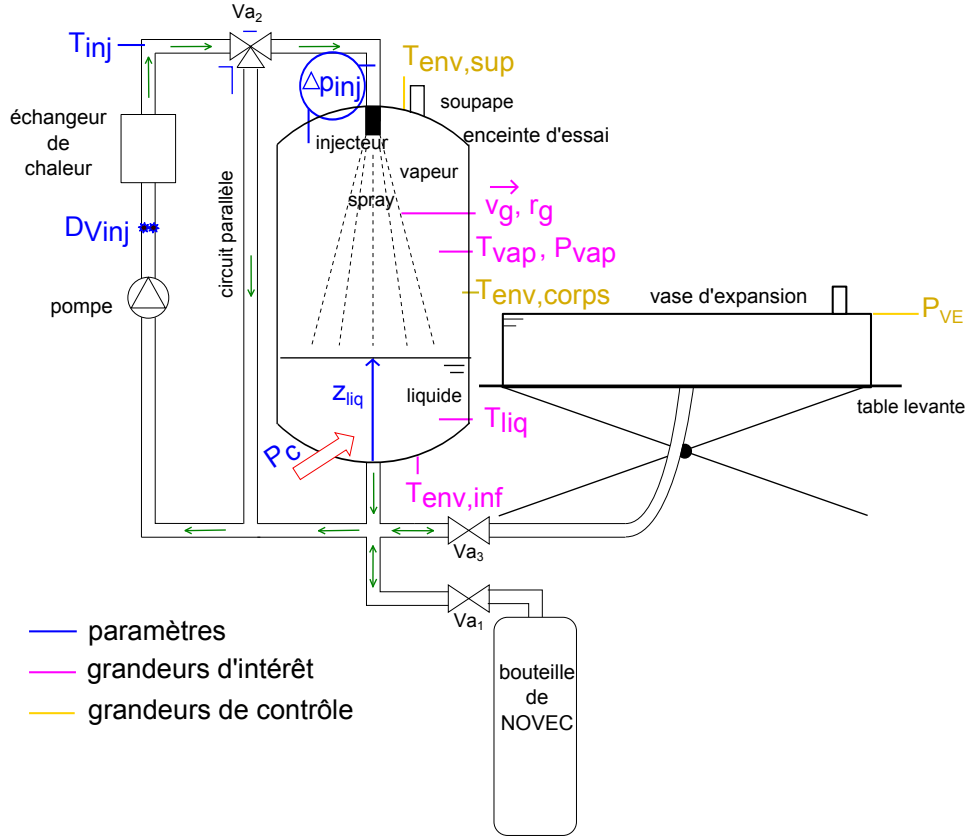 Va2
Tinj
Δpinj
Tenv,sup
soupape
enceinte d'essai
échangeur
de
chaleur
injecteur
vapeur
spray
circuit parallèle
vg, rg
DVinj
Tvap, Pvap
pompe
Tenv,corps
vase d'expansion
PVE
zliq
liquide
Tliq
table levante
Pc
Tenv,inf
Va3
Va1
paramètres
grandeurs d'intérêt
grandeurs de contrôle
bouteille
de
NOVEC